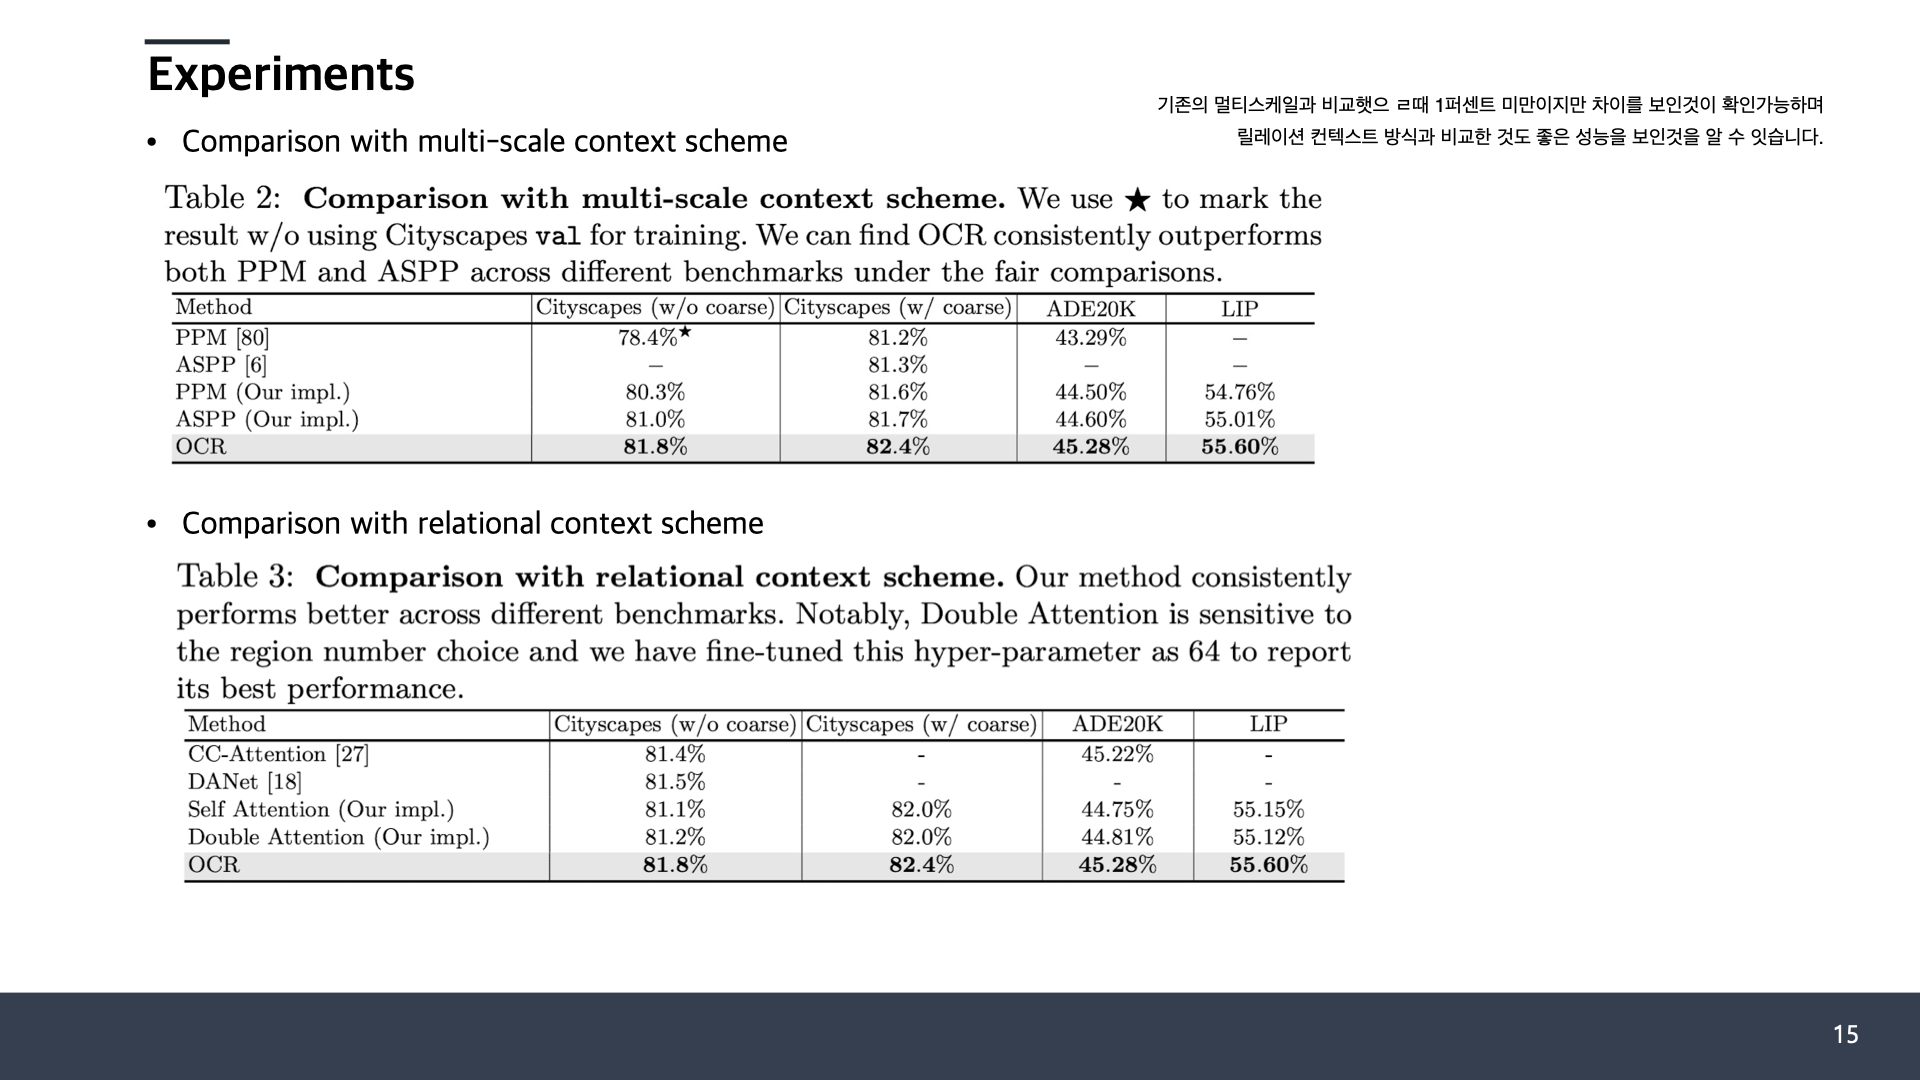 Experiments
기존의 멀티스케일과 비교햇으 ㄹ때 1퍼센트 미만이지만 차이를 보인것이 확인가능하며
릴레이션 컨텍스트 방식과 비교한 것도 좋은 성능을 보인것을 알 수 잇습니다.
• Comparison with multi-scale context scheme
Table 2: Comparison with multi-scale context scheme. We use ★ to mark the
result w/o using Cityscapes val for training. We can find OCR consistently outperforms
both PPM and ASPP across different benchmarks under the fair comparisons.
Method Cityscapes (w/o coarse) Cityscapes (w/ coarse) ADE20K LIP
PPM [80] 78.4%★ 81.2% 43.29% –
ASPP [6] – 81.3% – –
PPM (Our impl.) 80.3% 81.6% 44.50% 54.76%
ASPP (Our impl.) 81.0% 81.7% 44.60% 55.01%
OCR 81.8% 82.4% 45.28% 55.60%
• Comparison with relational context scheme
Table 3: Comparison with relational context scheme. Our method consistently
performs better across different benchmarks. Notably, Double Attention is sensitive to
the region number choice and we have fine-tuned this hyper-parameter as 64 to report
its best performance.
Method Cityscapes (w/o coarse) Cityscapes (w/ coarse) ADE20K LIP
CC-Attention [27] 81.4% - 45.22% -
DANet [18] 81.5% - - -
Self Attention (Our impl.) 81.1% 82.0% 44.75% 55.15%
Double Attention (Our impl.) 81.2% 82.0% 44.81% 55.12%
OCR 81.8% 82.4% 45.28% 55.60%
15